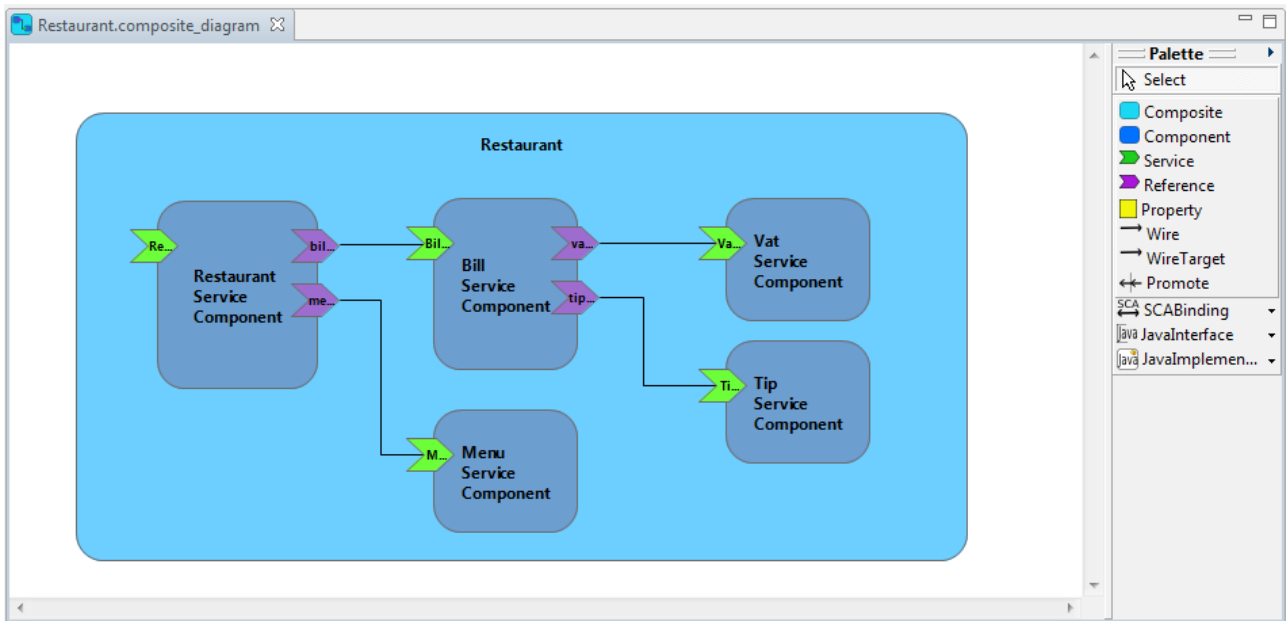 Restaurant.composite_diagram
Restaurant
Re...
bil...
me...
Restaurant
Service
Component
Bil...
va...
tip...
Bill
Service
Component
Va...
Vat
Service
Component
Ti...
Tip
Service
Component
M...
Menu
Service
Component
Palette
Select
Composite
Component
Service
Reference
Property
Wire
WireTarget
Promote
SCA SCABinding
Java JavaInterface
Java JavaImplemen...